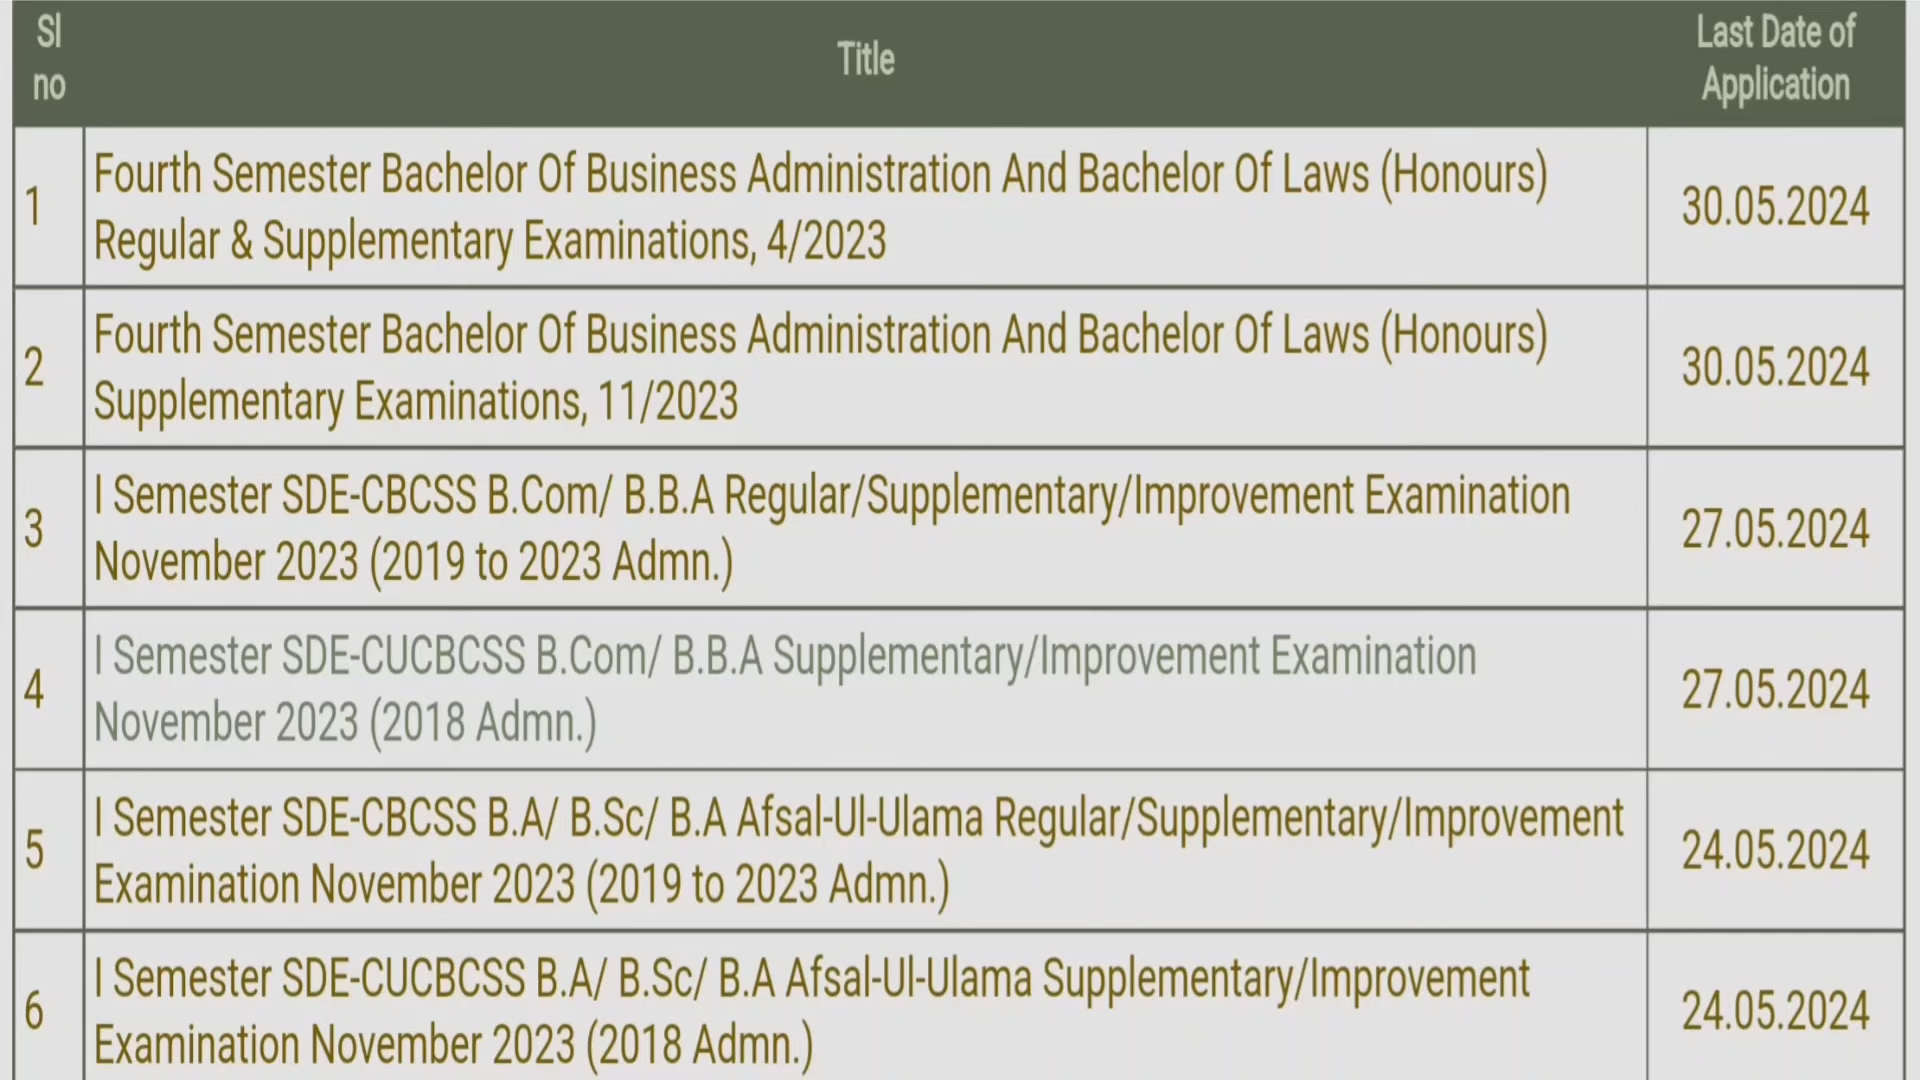 Sl
no
Title
Last Date of
Application
1
Fourth Semester Bachelor Of Business Administration And Bachelor Of Laws (Honours)
Regular & Supplementary Examinations, 4/2023
30.05.2024
2
Fourth Semester Bachelor Of Business Administration And Bachelor Of Laws (Honours)
Supplementary Examinations, 11/2023
30.05.2024
3
I Semester SDE-CBCSS B.Com/ B.B.A Regular/Supplementary/Improvement Examination
November 2023 (2019 to 2023 Admn.)
27.05.2024
4
I Semester SDE-CUCBCSS B.Com/ B.B.A Supplementary/Improvement Examination
November 2023 (2018 Admn.)
27.05.2024
5
I Semester SDE-CBCSS B.A/ B.Sc/ B.A Afsal-Ul-Ulama Regular/Supplementary/Improvement
Examination November 2023 (2019 to 2023 Admn.)
24.05.2024
6
I Semester SDE-CUCBCSS B.A/ B.Sc/ B.A Afsal-Ul-Ulama Supplementary/Improvement
Examination November 2023 (2018 Admn.)
24.05.2024